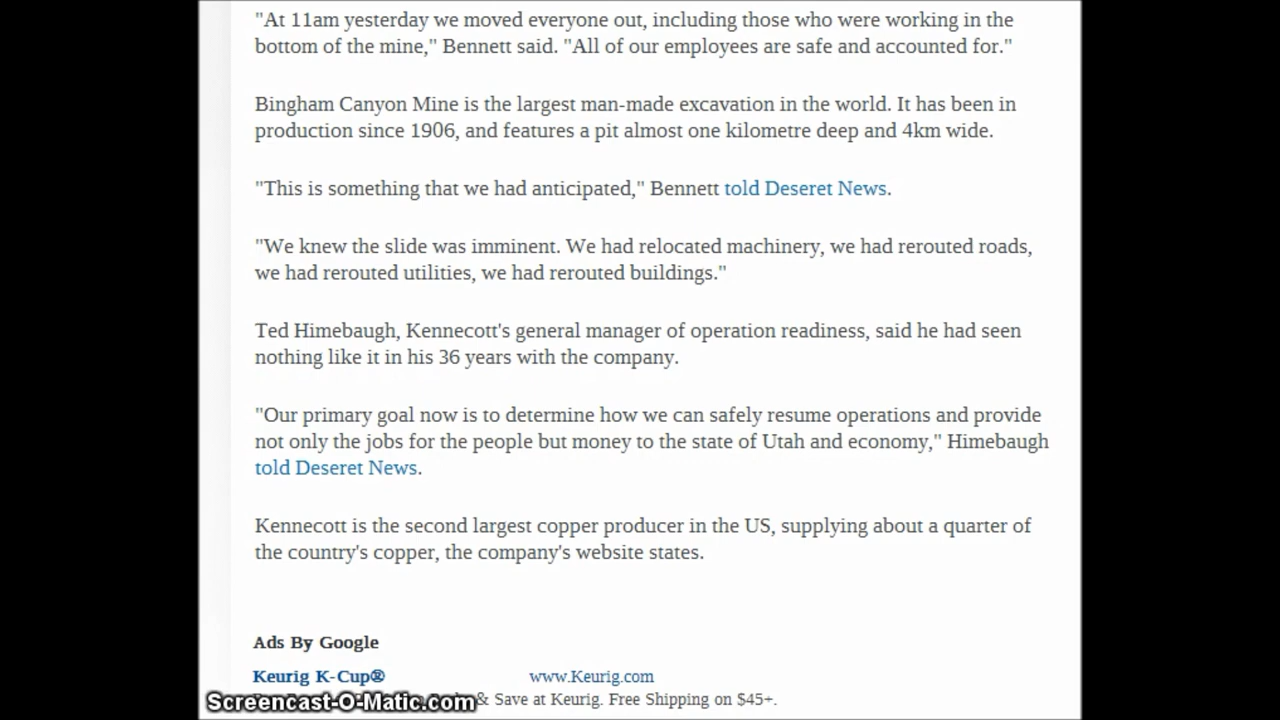 "At 11am yesterday we moved everyone out, including those who were working in the
bottom of the mine," Bennett said. "All of our employees are safe and accounted for."
Bingham Canyon Mine is the largest man-made excavation in the world. It has been in
production since 1906, and features a pit almost one kilometre deep and 4km wide.
"This is something that we had anticipated," Bennett told Deseret News.
"We knew the slide was imminent. We had relocated machinery, we had rerouted roads,
we had rerouted utilities, we had rerouted buildings."
Ted Himebaugh, Kennecott's general manager of operation readiness, said he had seen
nothing like it in his 36 years with the company.
"Our primary goal now is to determine how we can safely resume operations and provide
not only the jobs for the people but money to the state of Utah and economy," Himebaugh
told Deseret News.
Kennecott is the second largest copper producer in the US, supplying about a quarter of
the country's copper, the company's website states.
Ads By Google
Keurig K-Cup® www.Keurig.com
& Save at Keurig. Free Shipping on $45+.
Screencast-O-Matic.com